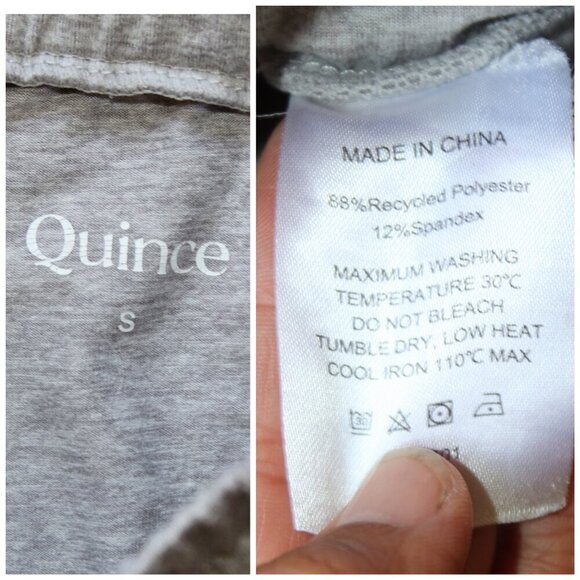 Quince
S
MADE IN CHINA
88%Recycled Polyester
12%Spandex
MAXIMUM WASHING
TEMPERATURE 30℃
DO NOT BLEACH
TUMBLE DRY, LOW HEAT
COOL IRON 110℃ MAX